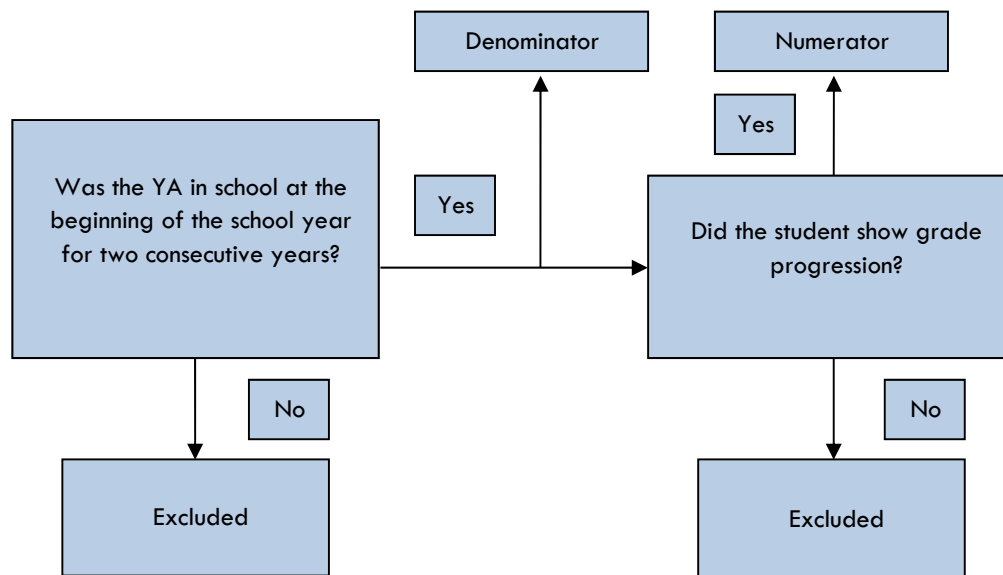 Denominator
Numerator
Yes
Was the YA in school at the
beginning of the school year
for two consecutive years?
Yes
Did the student show grade
progression?
No
No
Excluded
Excluded